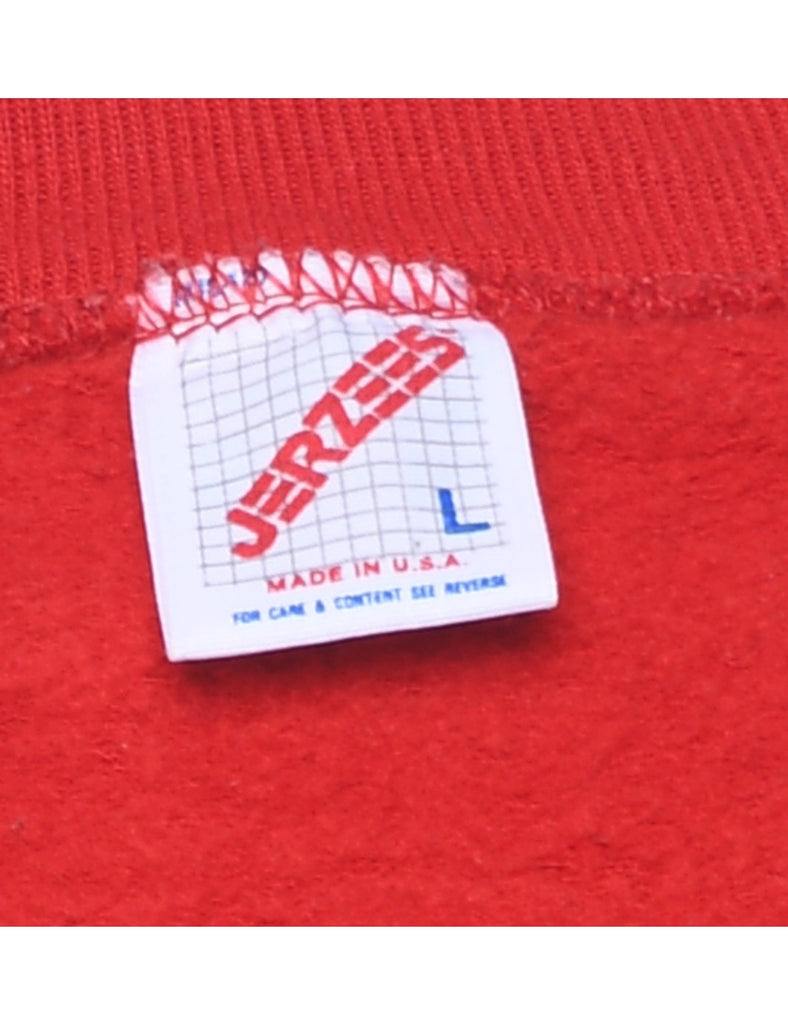 JERZEES
L
MADE IN U.S.A.
FOR CARE & CONTENT SEE REVERSE